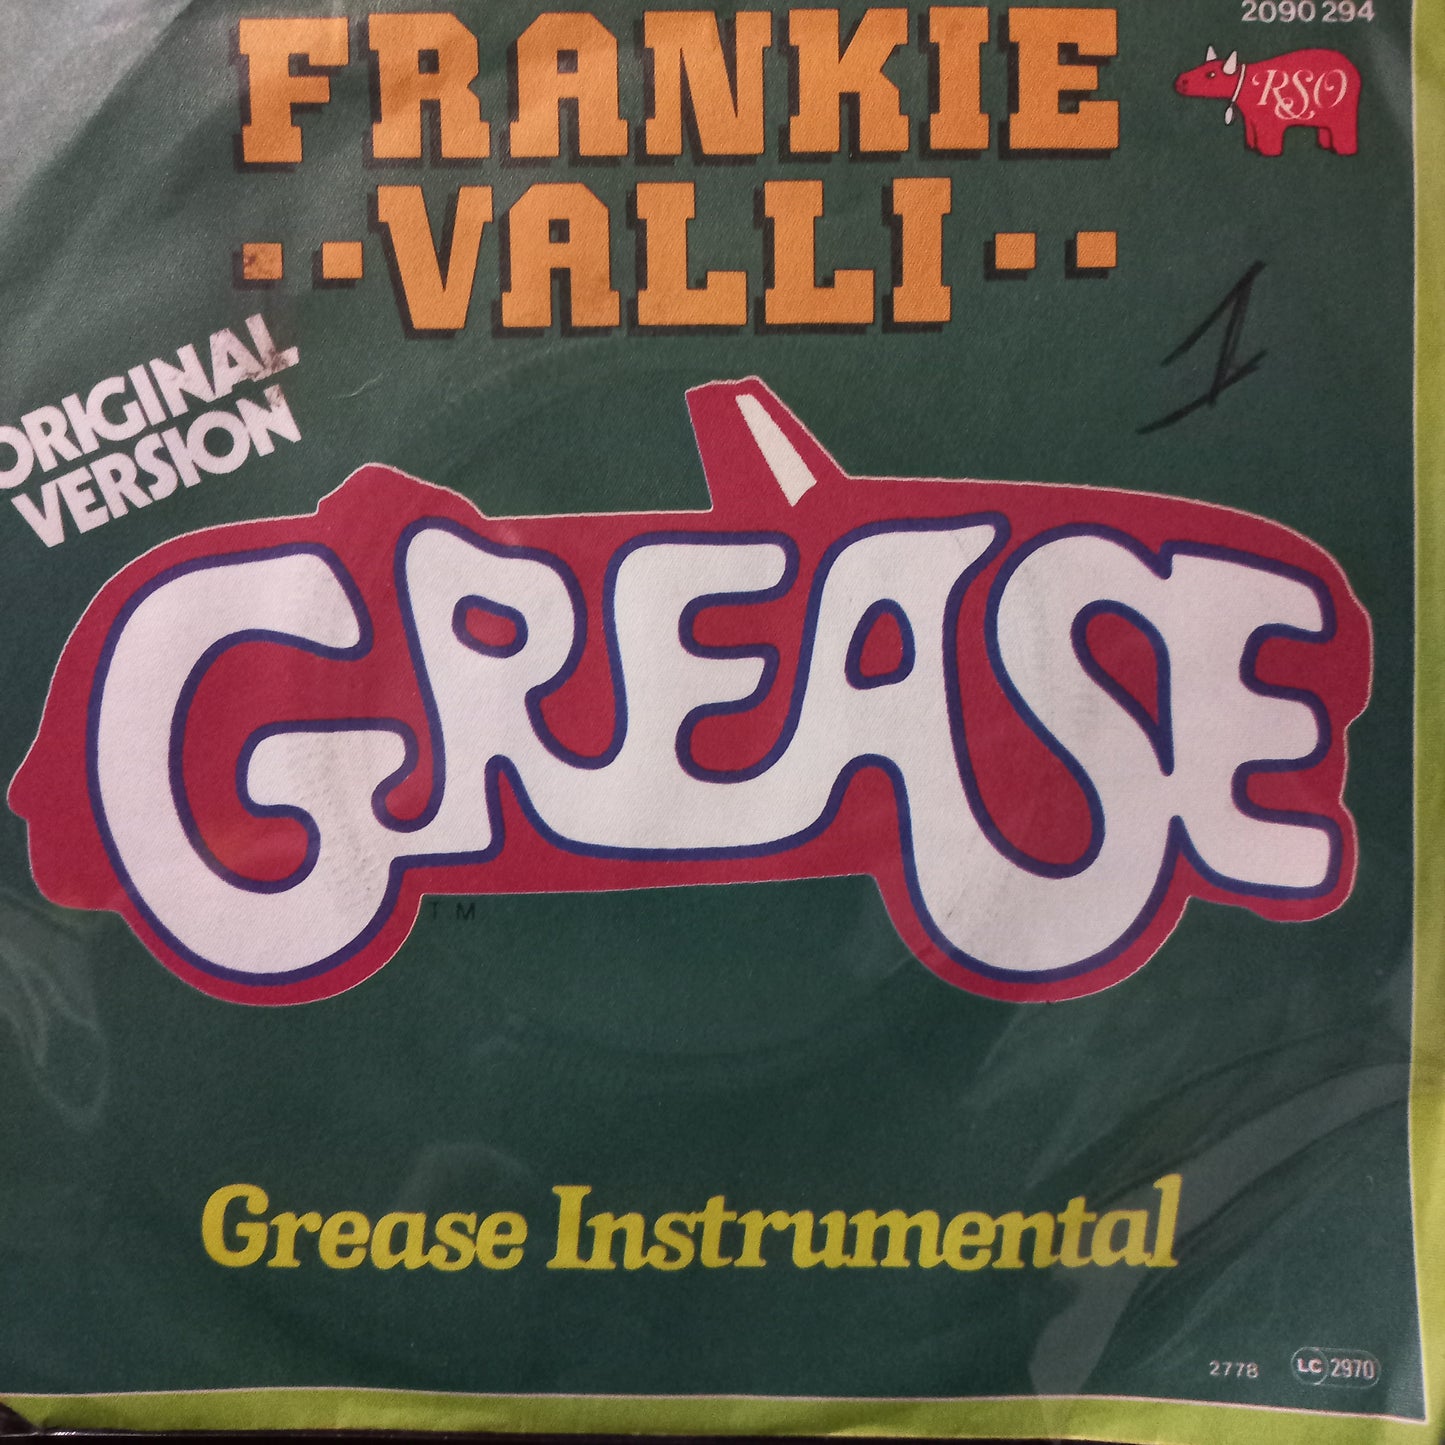 2090 294
FRANKIE
RSO
··VALLI··
1
ORIGINAL
VERSION
GREASE
TM
Grease Instrumental
2778
LC 2970